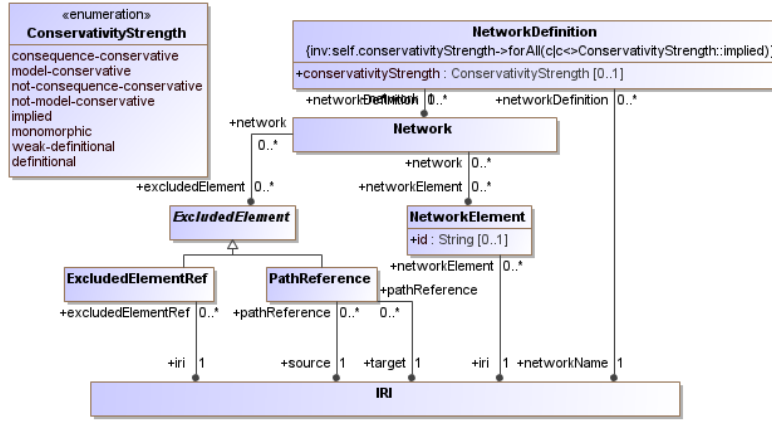 «enumeration»
ConservativityStrength
consequence-conservative
model-conservative
not-consequence-conservative
not-model-conservative
implied
monomorphic
weak-definitional
definitional
NetworkDefinition
{inv:self.conservativityStrength->forAll(c|c<>ConservativityStrength::implied)}
+conservativityStrength : ConservativityStrength [0..1]
+networkDefinition 0..*
+network 1
+networkDefinition 0..*
Network
+network
0..*
+excludedElement 0..*
+network 0..*
+networkElement 0..*
ExcludedElement
NetworkElement
+id : String [0..1]
+networkElement 0..*
ExcludedElementRef
PathReference
+excludedElementRef 0..*
+pathReference 0..*
+pathReference
0..*
+iri 1
+source 1
+target 1
+iri 1
+networkName 1
IRI